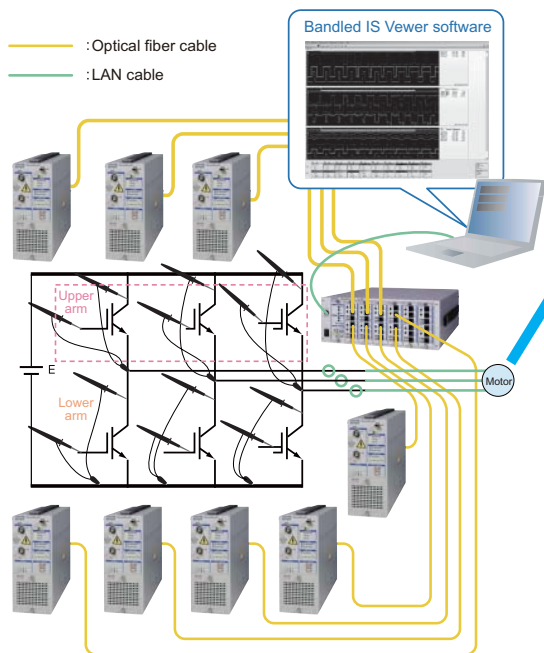 Bandled IS Vewer software
:Optical fiber cable
:LAN cable
Upper
arm
E
Lower
arm
Motor